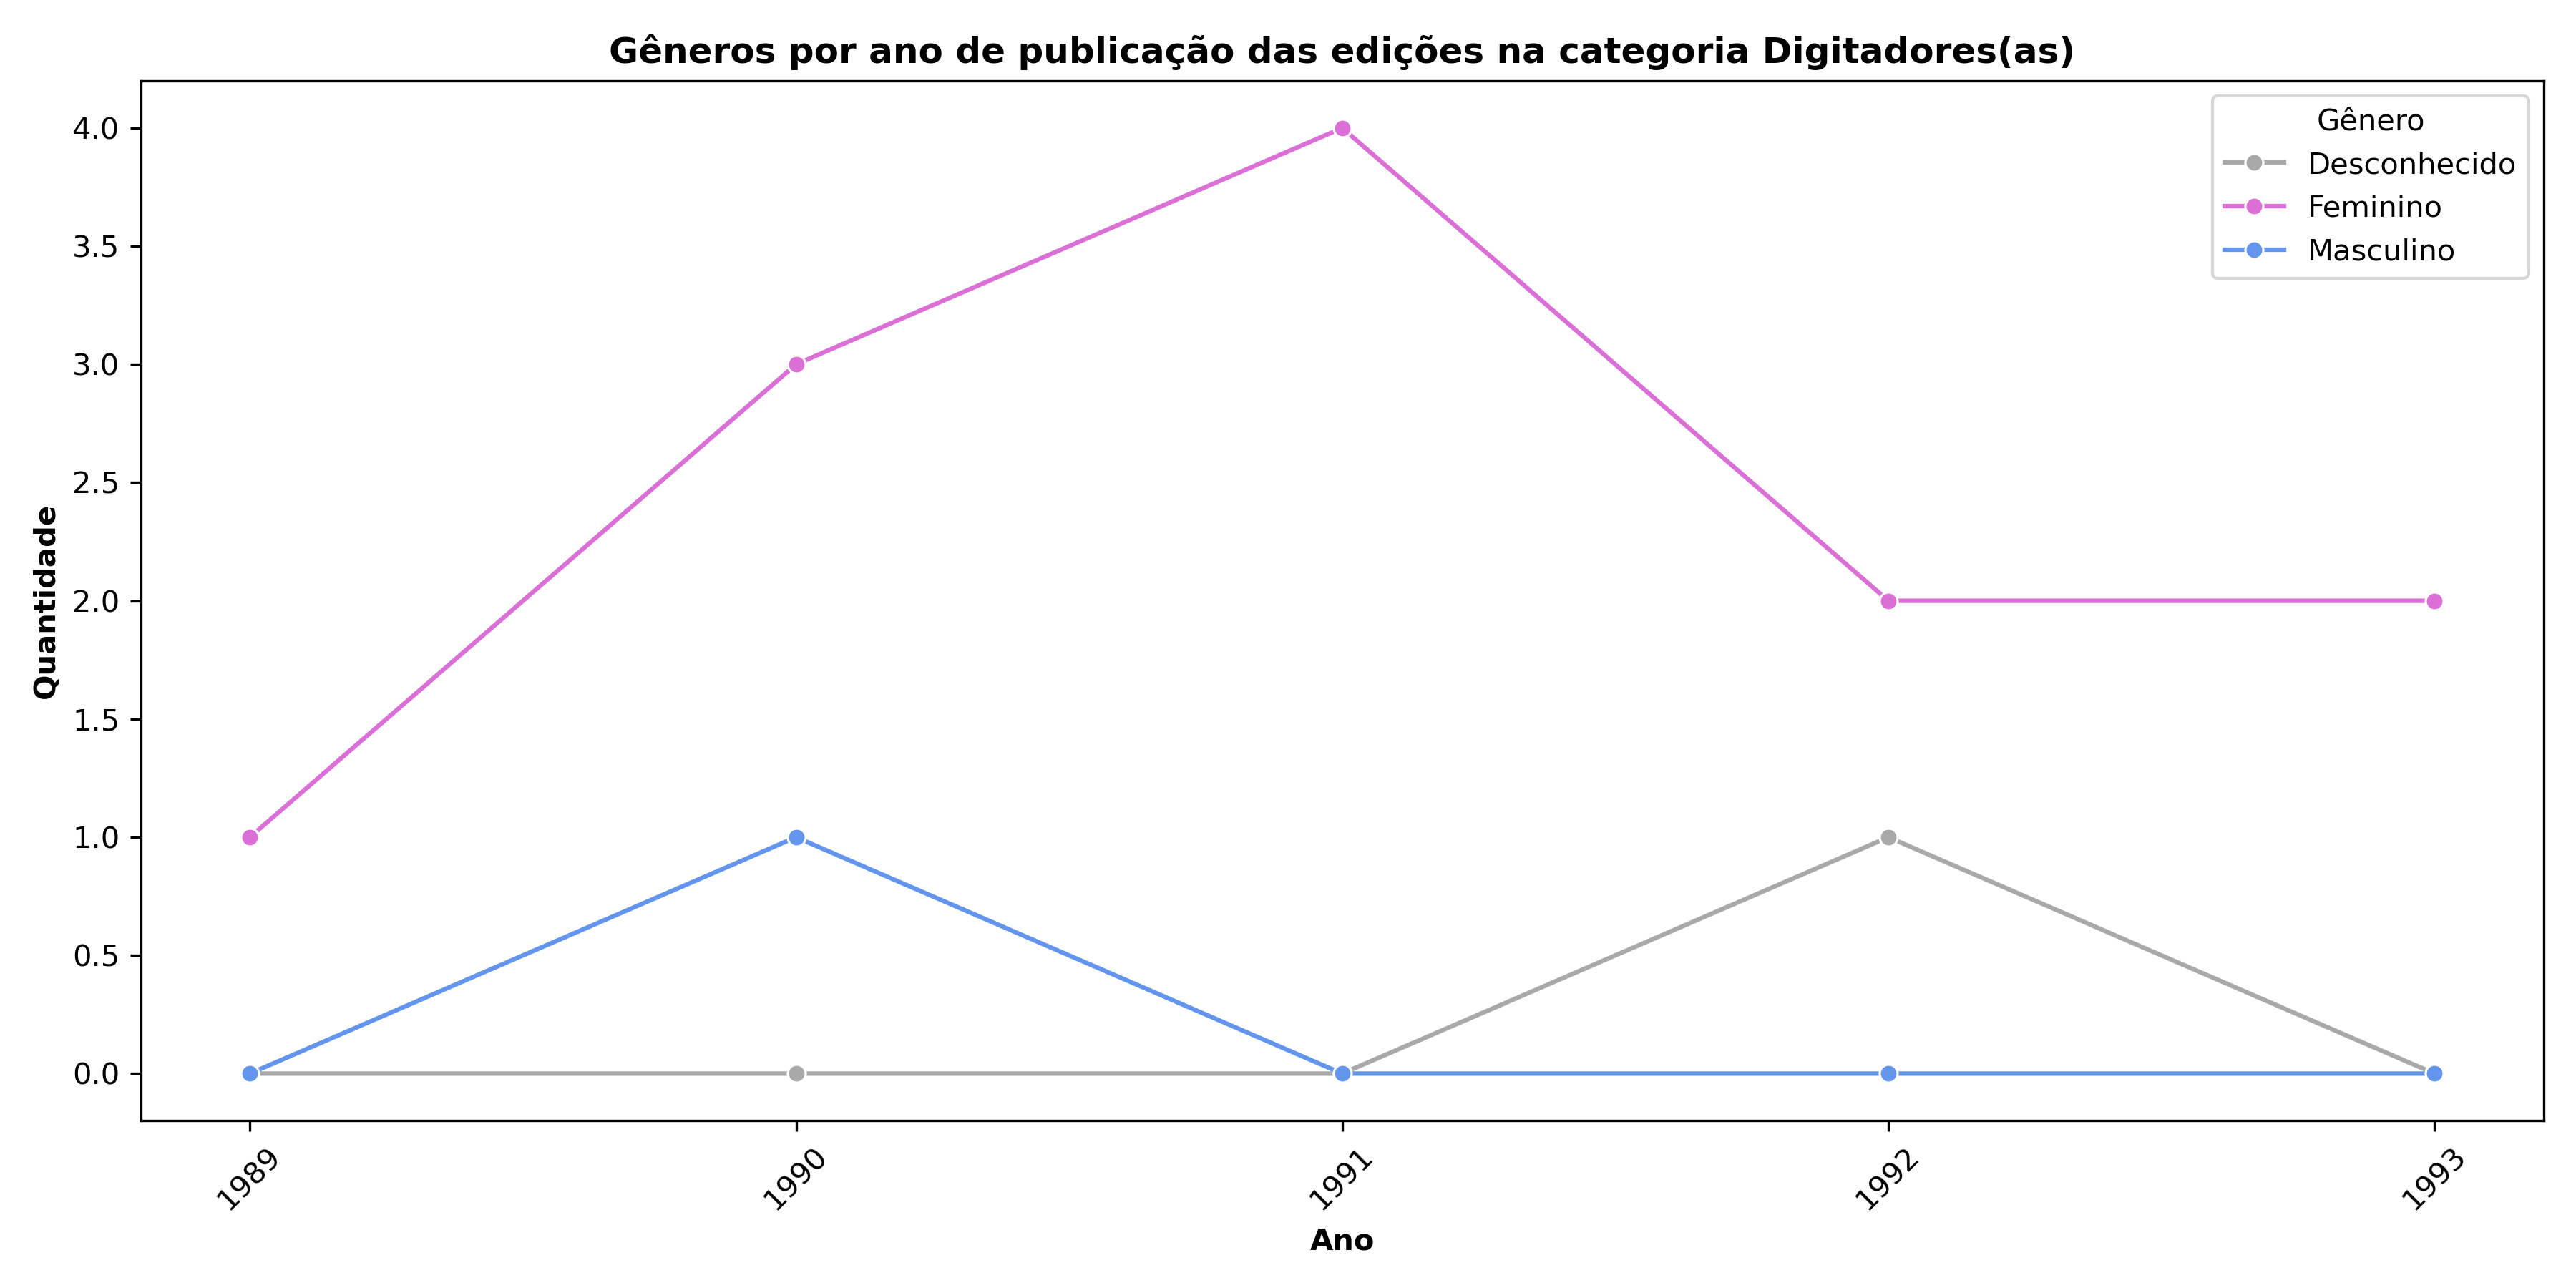 Gêneros por ano de publicação das edições na categoria Digitadores(as)
Gênero
Desconhecido
Feminino
Masculino
Quantidade
4.0
3.5
3.0
2.5
2.0
1.5
1.0
0.5
0.0
1989
1990
1991
1992
1993
Ano